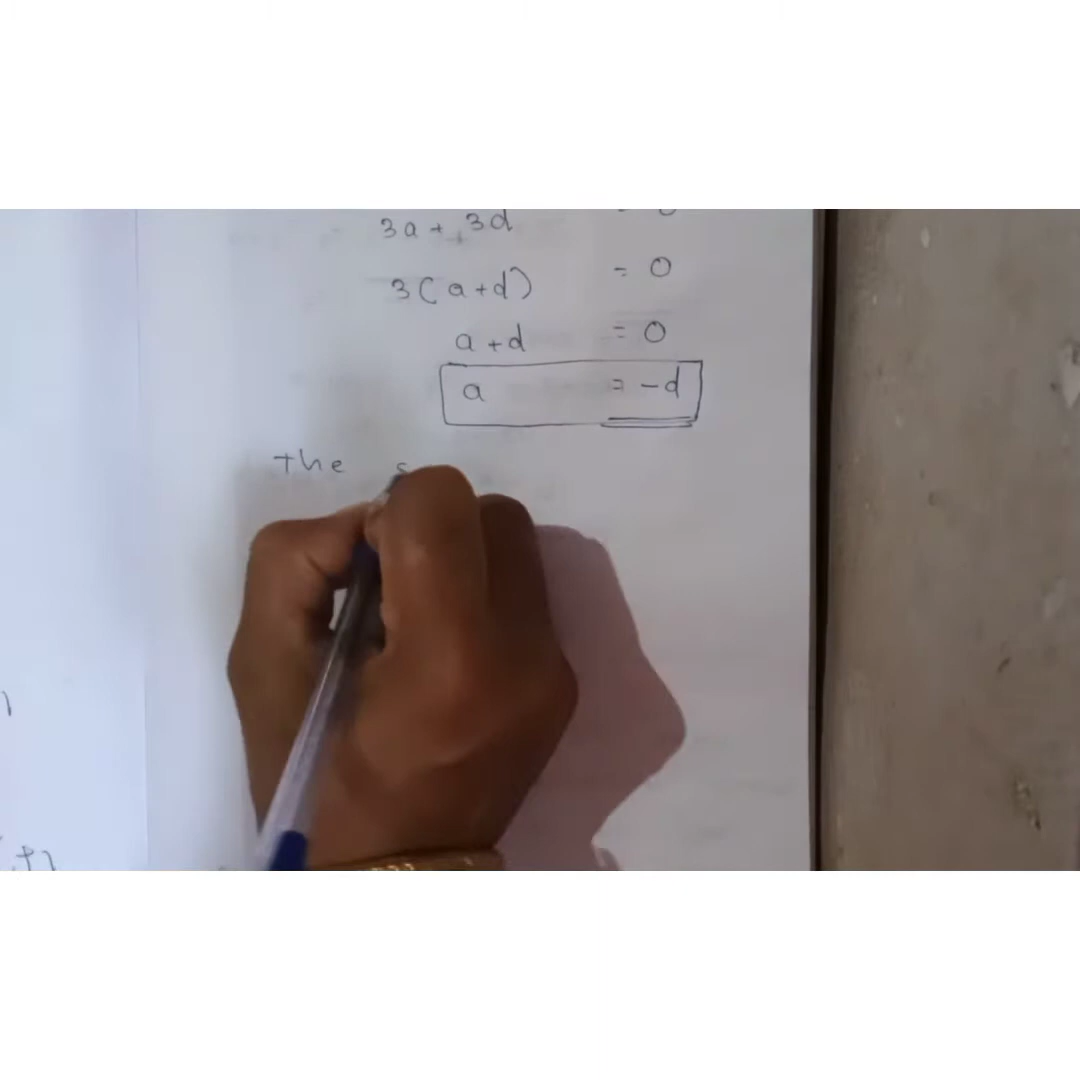 3a + 3d =
3(a+d) = 0
a+d = 0
a = -d
The